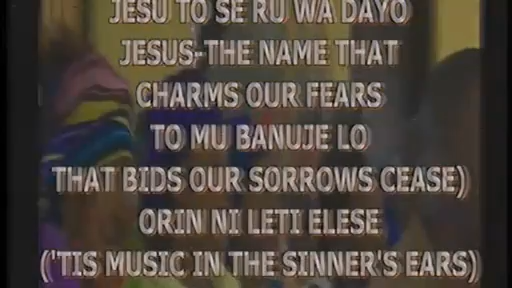 JESU TO SE RU WA DAYO
JESUS-THE NAME THAT
CHARMS OUR FEARS
TO MU BANUJE LO
THAT BIDS OUR SORROWS CEASE)
ORIN NI LETI ELESE
('TIS MUSIC IN THE SINNER'S EARS)